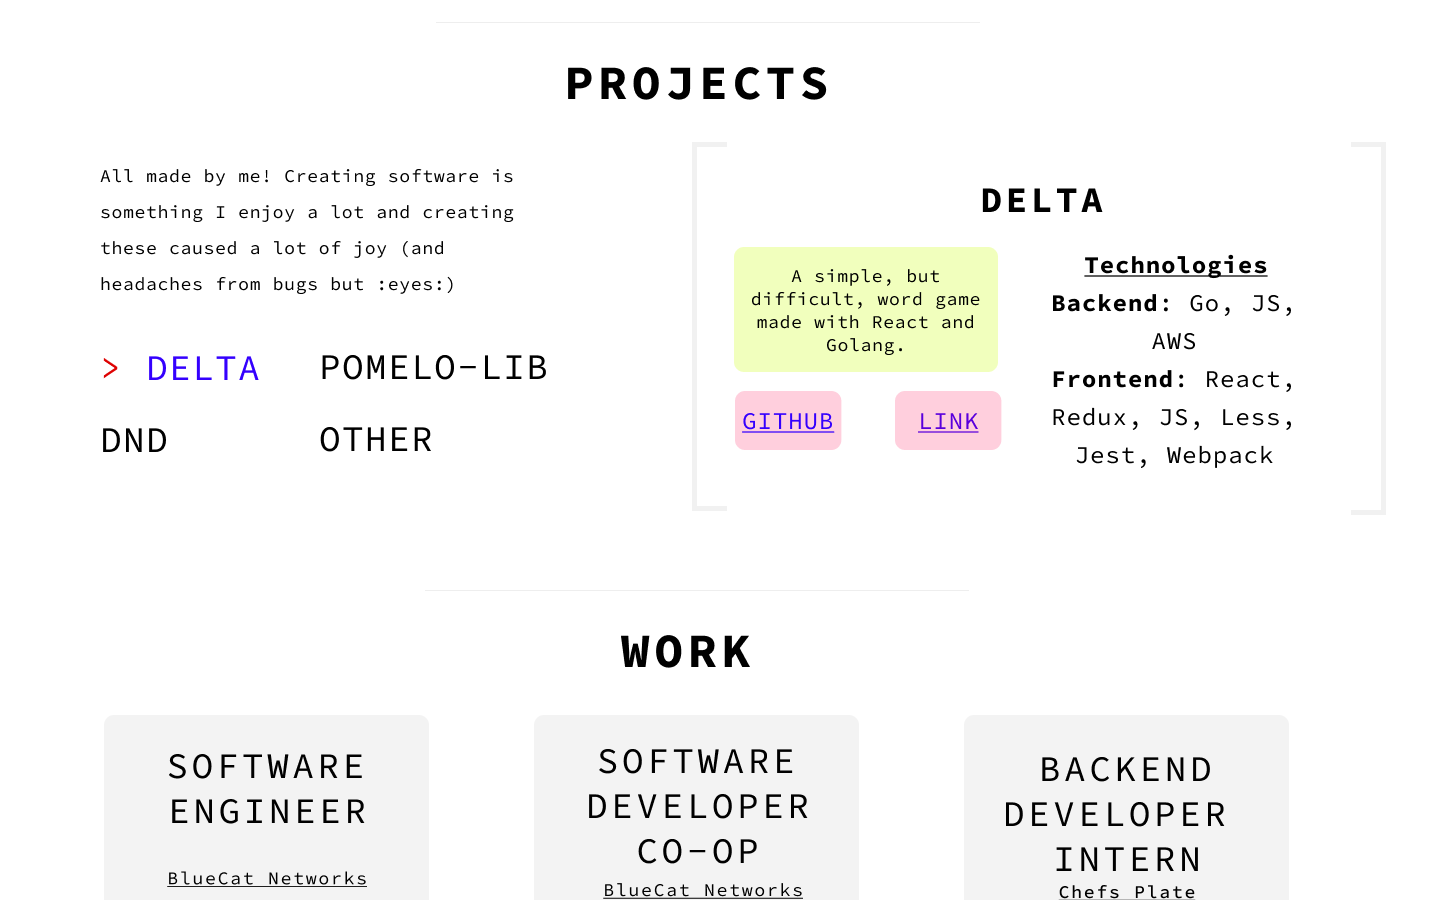 PROJECTS
All made by me! Creating software is
something I enjoy a lot and creating
these caused a lot of joy (and
headaches from bugs but :eyes:)
> DELTA
POMELO-LIB
DND
OTHER
DELTA
A simple, but
difficult, word game
made with React and
Golang.
GITHUB
LINK
Technologies
Backend: Go, JS,
AWS
Frontend: React,
Redux, JS, Less,
Jest, Webpack
WORK
SOFTWARE
ENGINEER
BlueCat Networks
SOFTWARE
DEVELOPER
CO-OP
BlueCat Networks
BACKEND
DEVELOPER
INTERN
Chefs Plate